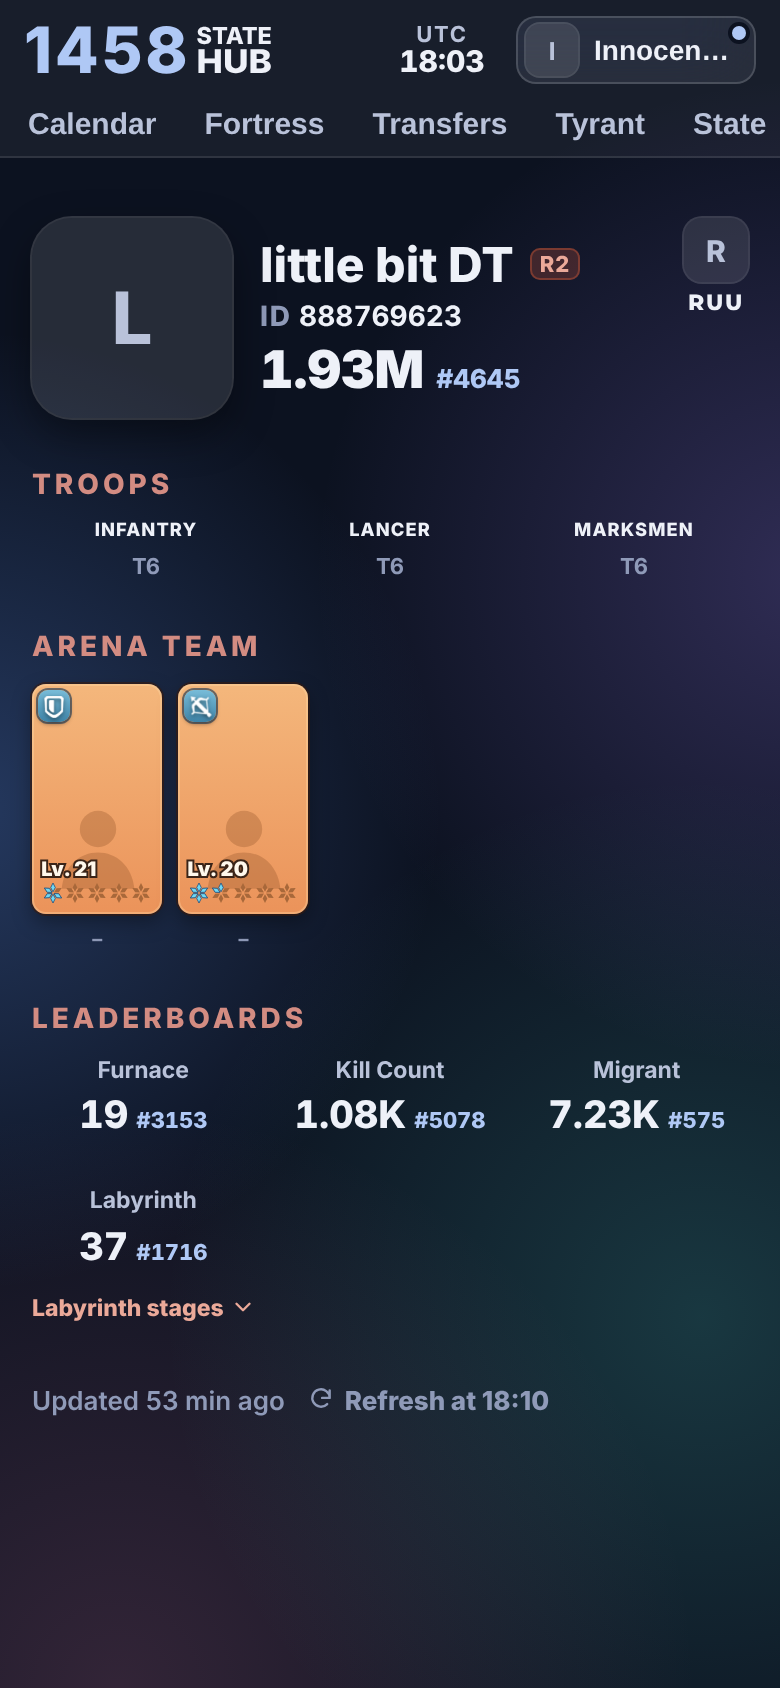 1458 STATE HUB
UTC
18:03
I
Innocen...
Calendar
Fortress
Transfers
Tyrant
State
L
little bit DT R2
ID 888769623
1.93M #4645
R
RUU
TROOPS
INFANTRY
LANCER
MARKSMEN
T6
T6
T6
ARENA TEAM
Lv. 21
Lv. 20
–
–
LEADERBOARDS
Furnace
Kill Count
Migrant
19 #3153
1.08K #5078
7.23K #575
Labyrinth
37 #1716
Labyrinth stages
Updated 53 min ago
Refresh at 18:10